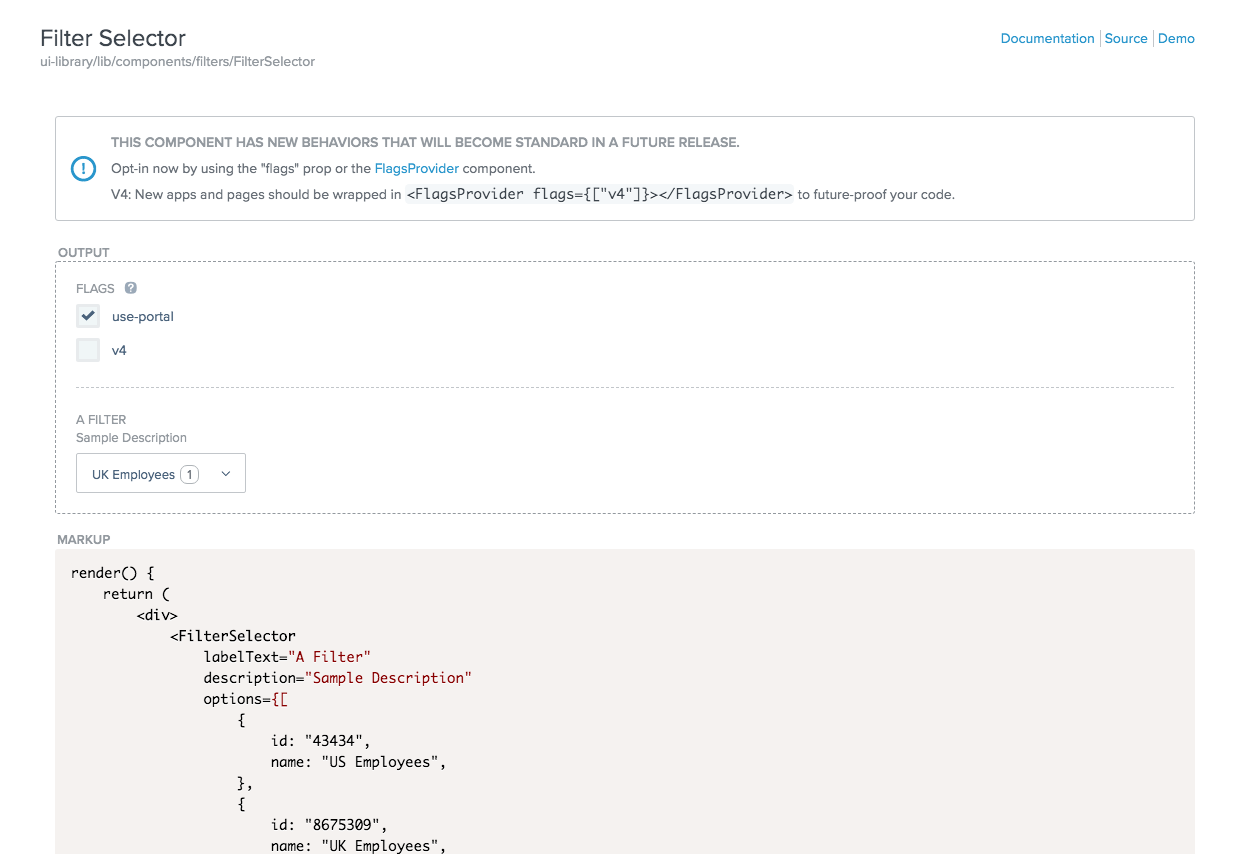 Filter Selector
Documentation Source Demo
ui-library/lib/components/filters/FilterSelector
THIS COMPONENT HAS NEW BEHAVIORS THAT WILL BECOME STANDARD IN A FUTURE RELEASE.
Opt-in now by using the "flags" prop or the FlagsProvider component.
V4: New apps and pages should be wrapped in <FlagsProvider flags={["v4"]}></FlagsProvider> to future-proof your code.
OUTPUT
FLAGS ?
use-portal
v4
A FILTER
Sample Description
UK Employees 1
MARKUP
render() {
return (
<div>
<FilterSelector
labelText="A Filter"
description="Sample Description"
options={[
{
id: "43434",
name: "US Employees",
},
{
id: "8675309",
name: "UK Employees",